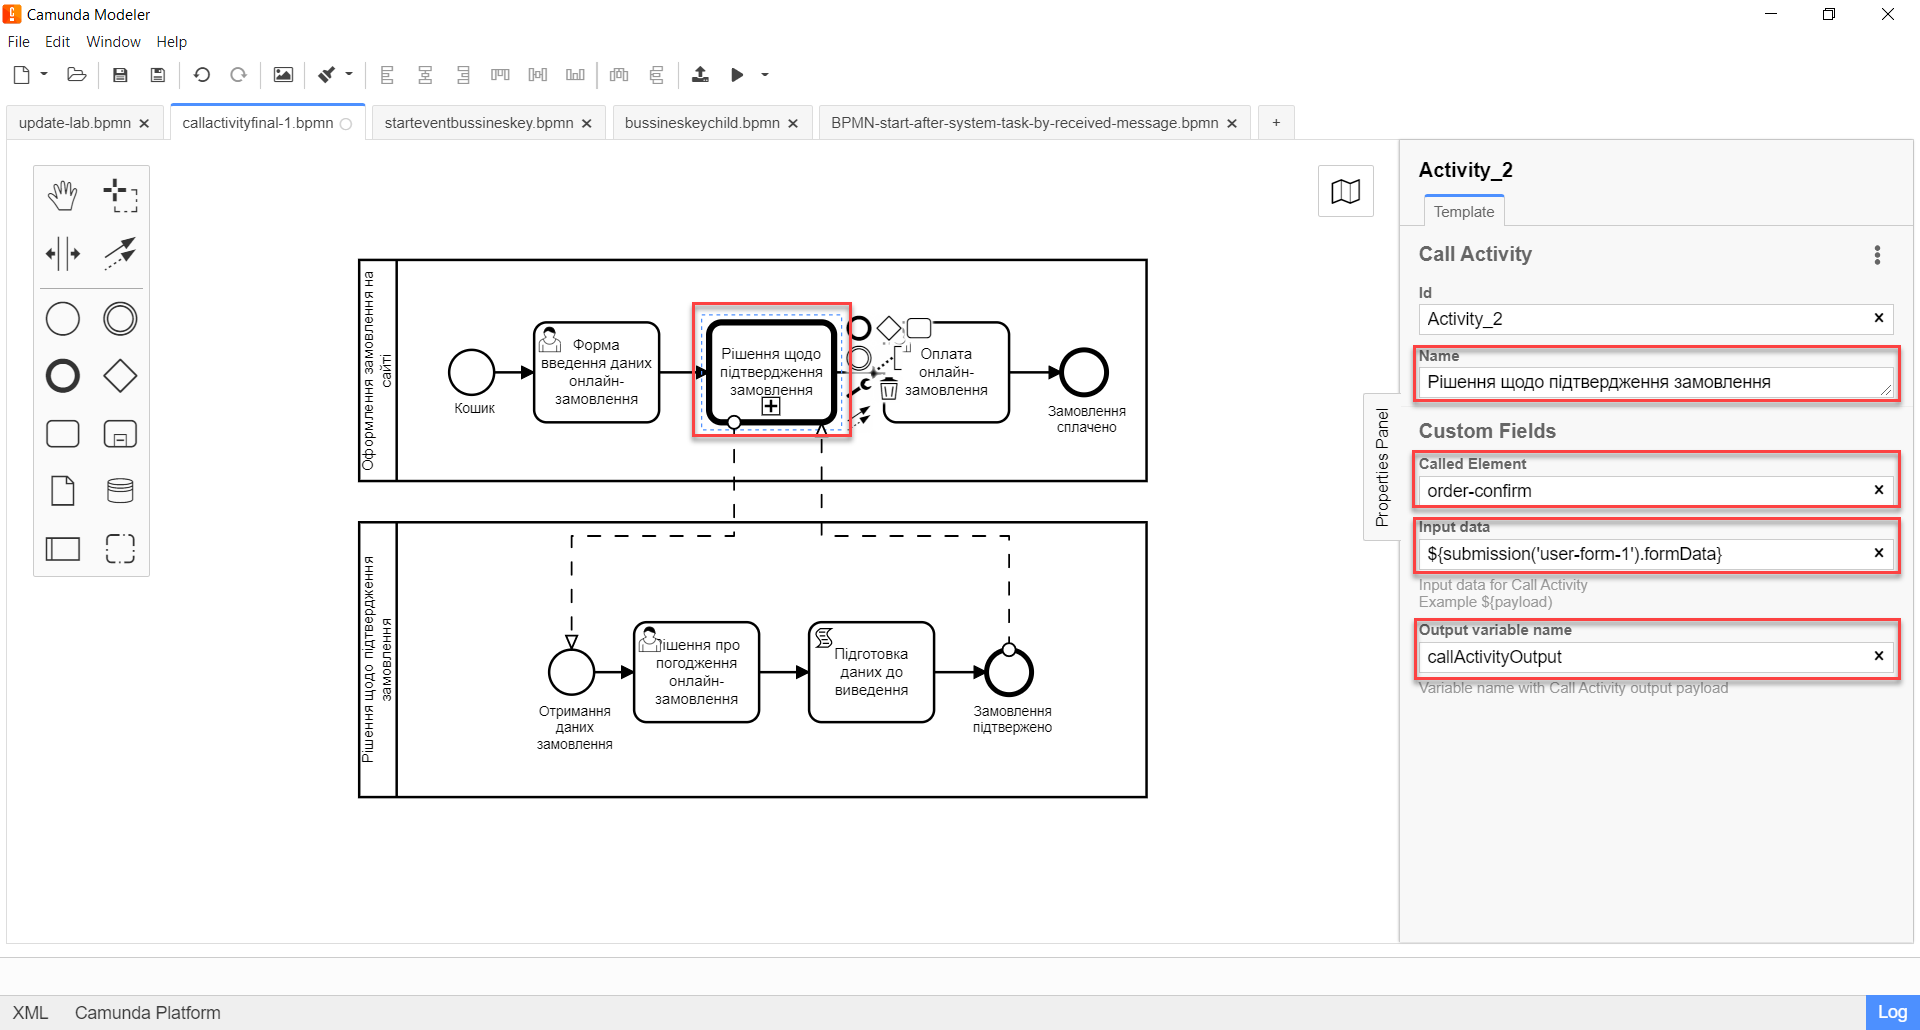 Camunda Modeler
File Edit Window Help
update-lab.bpmn
callactivityfinal-1.bpmn
starteventbussineskey.bpmn
bussineskeychild.bpmn
BPMN-start-after-system-task-by-received-message.bpmn
+
Оформлення замовлення на
сайті
Кошик
Форма
введення даних
онлайн-
замовлення
Рішення щодо
підтвердження
замовлення
Оплата
онлайн-
замовлення
Замовлення
сплачено
Рішення щодо підтвердження
замовлення
Отримання
даних
замовлення
Рішення про
погодження
онлайн-
замовлення
Підготовка
даних до
виведення
Замовлення
підтвержено
Properties Panel
Activity_2
Template
Call Activity
Id
Activity_2
Name
Рішення щодо підтвердження замовлення
Custom Fields
Called Element
order-confirm
Input data
${submission('user-form-1').formData}
Input data for Call Activity
Example ${payload)
Output variable name
callActivityOutput
Variable name with Call Activity output payload
XML Camunda Platform
Log